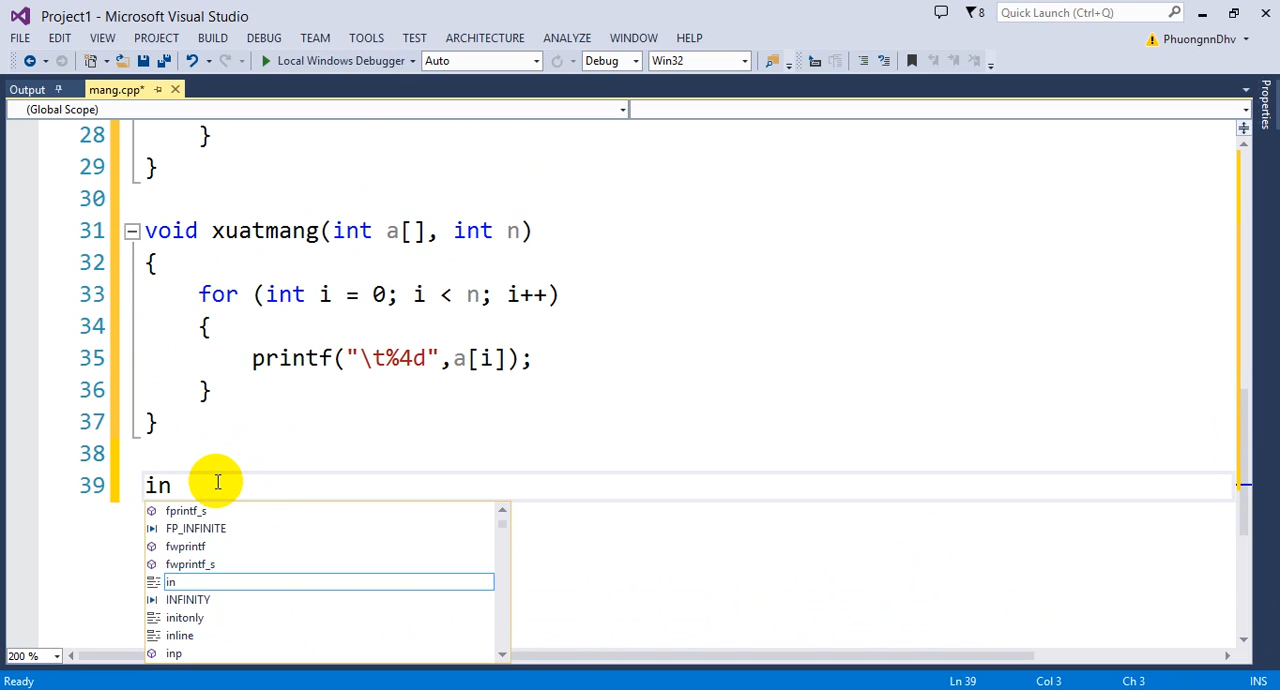 Project1 - Microsoft Visual Studio
8
Quick Launch (Ctrl+Q)
FILE EDIT VIEW PROJECT BUILD DEBUG TEAM TOOLS TEST ARCHITECTURE ANALYZE WINDOW HELP
PhuongnnDhv
Local Windows Debugger Auto Debug Win32
Output mang.cpp*
Properties
(Global Scope)
28 }
29 }
30
31 void xuatmang(int a[], int n)
32 {
33 for (int i = 0; i < n; i++)
34 {
35 printf("\t%4d",a[i]);
36 }
37 }
38
39 in
fprintf_s
FP_INFINITE
fwprintf
fwprintf_s
in
INFINITY
initonly
inline
inp
200 %
Ready Ln 39 Col 3 Ch 3 INS